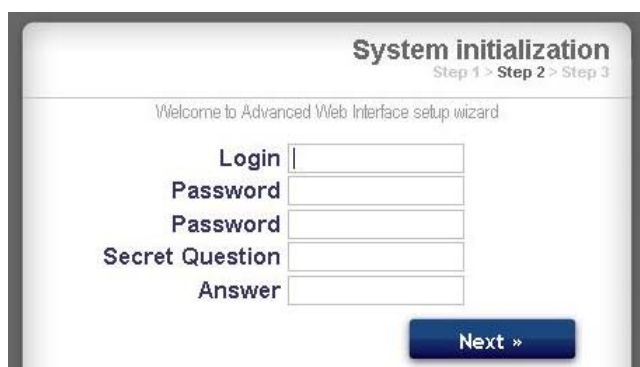 System initialization
Step 1 > Step 2 > Step 3
Welcome to Advanced Web Interface setup wizard
Login
Password
Password
Secret Question
Answer
Next »